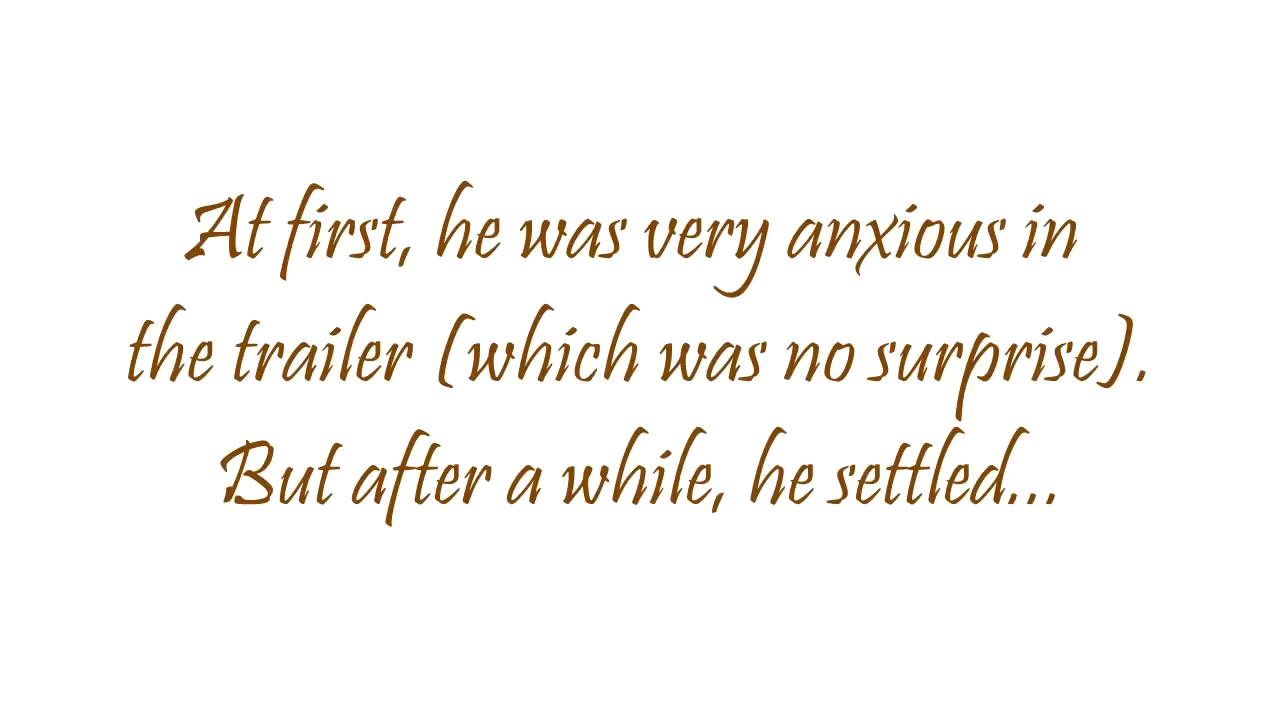 At first, he was very anxious in
the trailer (which was no surprise).
But after a while, he settled...